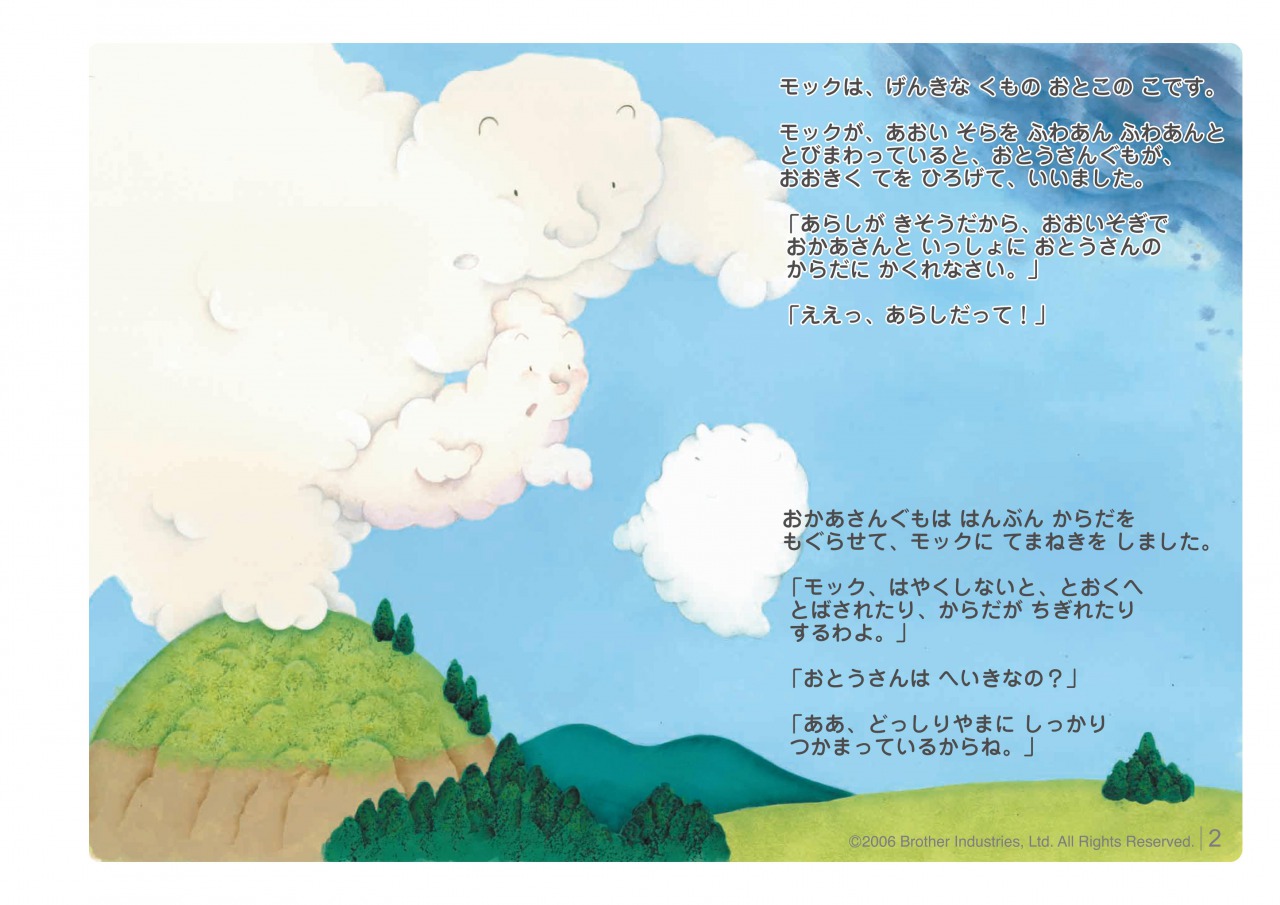 モックは、げんきな くもの おとこの こです。
モックが、あおい そらを ふわあん ふわあんと
とびまわっていると、おとうさんぐもが、
おおきく てを ひろげて、いいました。
「あらしが きそうだから、おおいそぎで
おかあさんと いっしょに おとうさんの
からだに かくれなさい。」
「ええっ、あらしだって！」
おかあさんぐもは はんぶん からだを
もぐらせて、モックに てまねきを しました。
「モック、はやくしないと、とおくへ
とばされたり、からだが ちぎれたり
するわよ。」
「おとうさんは へいきなの？」
「ああ、どっしりやまに しっかり
つかまっているからね。」
©2006 Brother Industries, Ltd. All Rights Reserved. 2